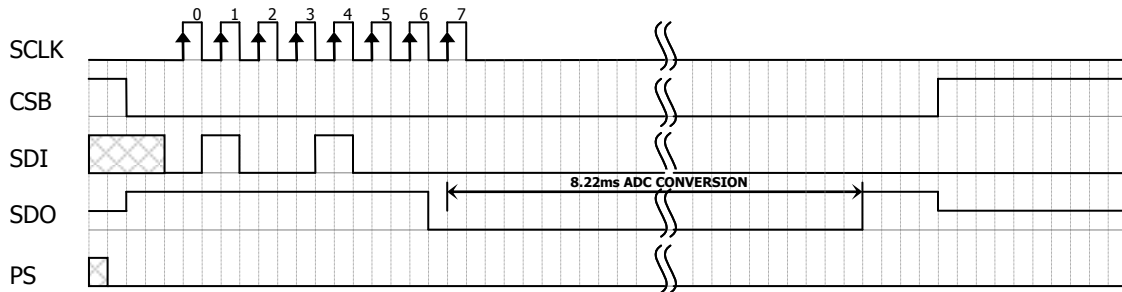 0 1 2 3 4 5 6 7
SCLK
CSB
SDI
8.22ms ADC CONVERSION
SDO
PS